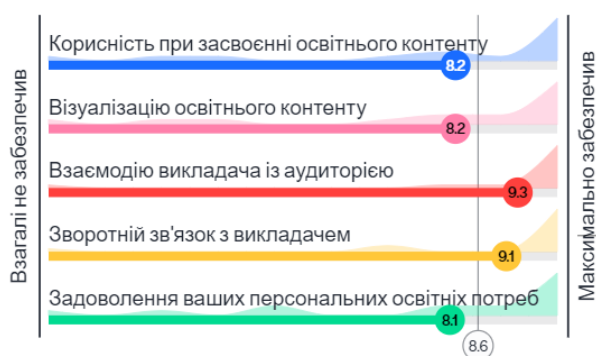 Взагалі не забезпечив
Корисність при засвоєнні освітнього контенту
8.2
Візуалізацію освітнього контенту
8.2
Взаємодію викладача із аудиторією
9.3
Зворотній зв'язок з викладачем
9.1
Задоволення ваших персональних освітніх потреб
8.1
8.6
Максимально забезпечив